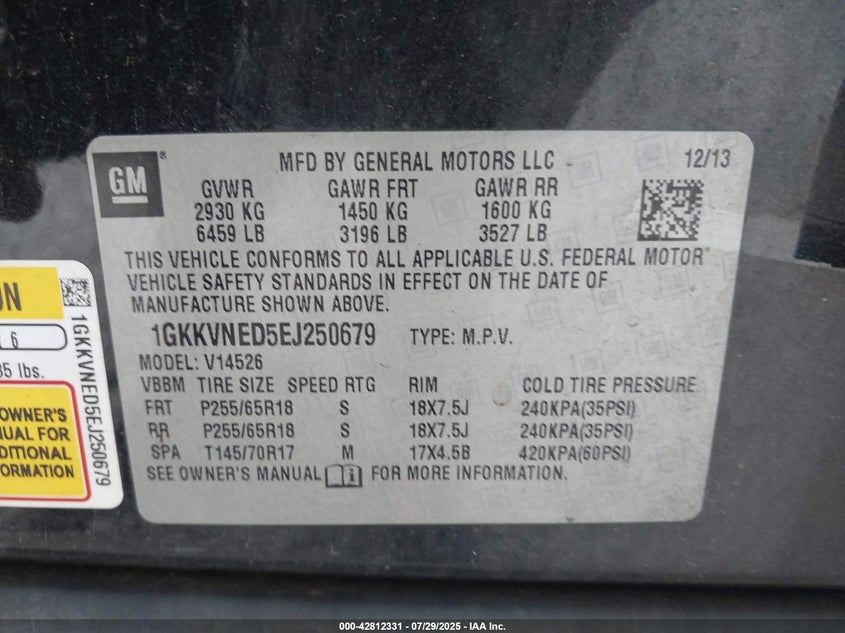 GM
MFD BY GENERAL MOTORS LLC 12/13
GVWR GAWR FRT GAWR RR
2930 KG 1450 KG 1600 KG
6459 LB 3196 LB 3527 LB
THIS VEHICLE CONFORMS TO ALL APPLICABLE U.S. FEDERAL MOTOR
VEHICLE SAFETY STANDARDS IN EFFECT ON THE DATE OF
MANUFACTURE SHOWN ABOVE.
1GKKVNED5EJ250679 TYPE: M.P.V.
MODEL: V14526
VBBM TIRE SIZE SPEED RTG RIM COLD TIRE PRESSURE
FRT P255/65R18 S 18X7.5J 240KPA(35PSI)
RR P255/65R18 S 18X7.5J 240KPA(35PSI)
SPA T145/70R17 M 17X4.5B 420KPA(60PSI)
SEE OWNER'S MANUAL FOR MORE INFORMATION.
ON
6
35 lbs.
OWNER'S
UAL FOR
DITIONAL
ORMATION
1GKKVNED5EJ250679
000-42812331 - 07/29/2025 - IAA Inc.